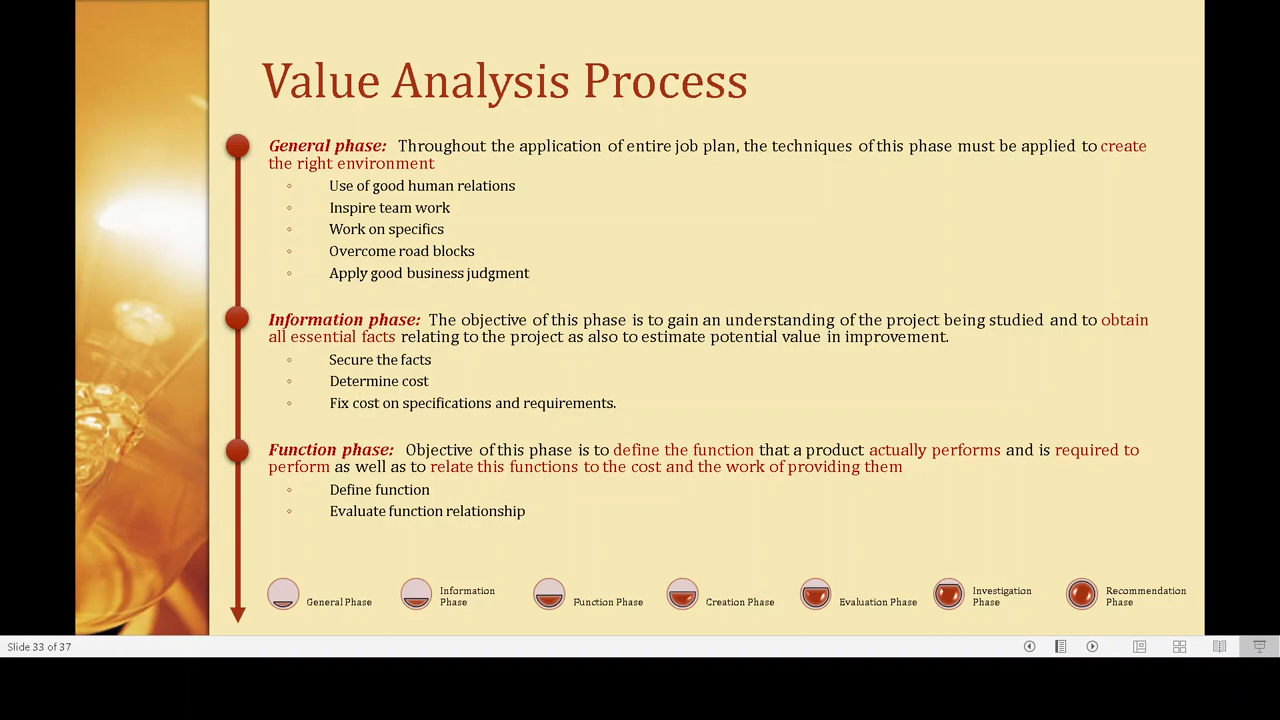 Value Analysis Process
General phase: Throughout the application of entire job plan, the techniques of this phase must be applied to create
the right environment
◦ Use of good human relations
◦ Inspire team work
◦ Work on specifics
◦ Overcome road blocks
◦ Apply good business judgment
Information phase: The objective of this phase is to gain an understanding of the project being studied and to obtain
all essential facts relating to the project as also to estimate potential value in improvement.
◦ Secure the facts
◦ Determine cost
◦ Fix cost on specifications and requirements.
Function phase: Objective of this phase is to define the function that a product actually performs and is required to
perform as well as to relate this functions to the cost and the work of providing them
◦ Define function
◦ Evaluate function relationship
General Phase
Information
Phase
Function Phase
Creation Phase
Evaluation Phase
Investigation
Phase
Recommendation
Phase
Slide 33 of 37